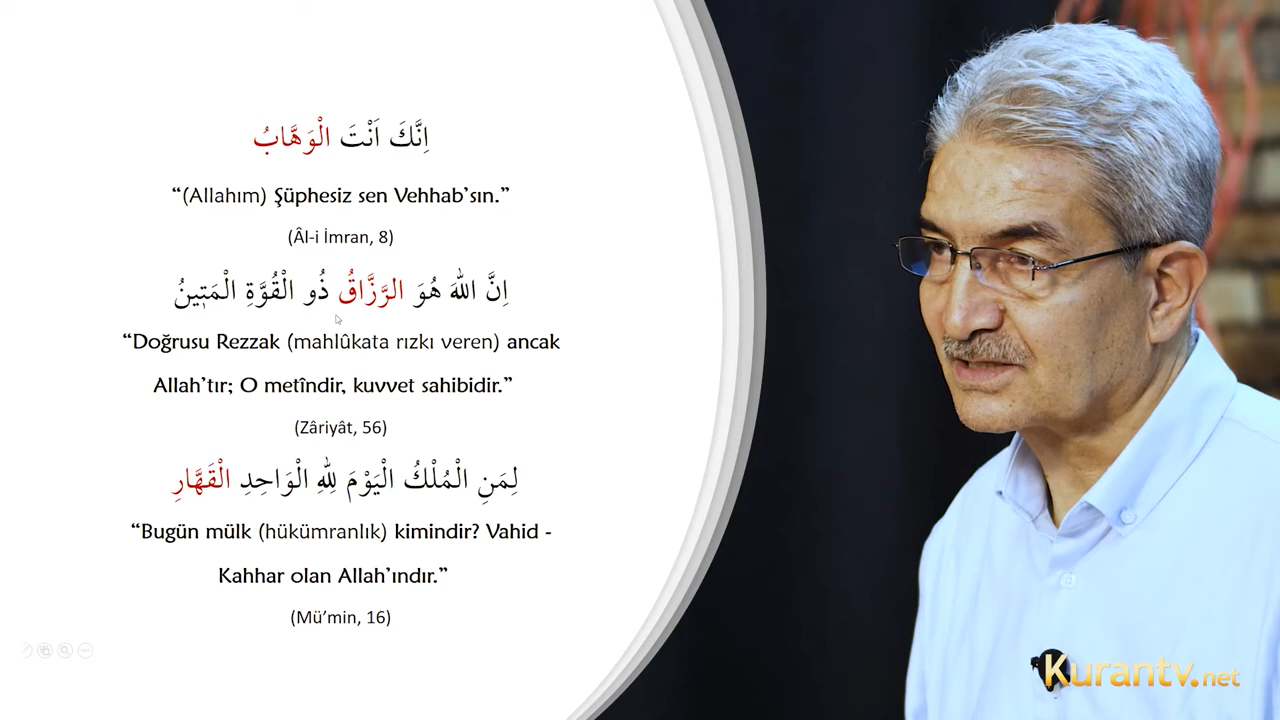 اِنَّكَ اَنْتَ الْوَهَّابُ
“(Allahım) Şüphesiz sen Vehhab’sın.”
(Âl-i İmran, 8)
اِنَّ اللّٰهَ هُوَ الرَّزَّاقُ ذُو الْقُوَّةِ الْمَت۪ينُ
“Doğrusu Rezzak (mahlûkata rızkı veren) ancak
Allah’tır; O metîndir, kuvvet sahibidir.”
(Zâriyât, 56)
لِمَنِ الْمُلْكُ الْيَوْمَ لِلّٰهِ الْوَاحِدِ الْقَهَّارِ
“Bugün mülk (hükümranlık) kimindir? Vahid -
Kahhar olan Allah’ındır.”
(Mü’min, 16)
Kurantv.net